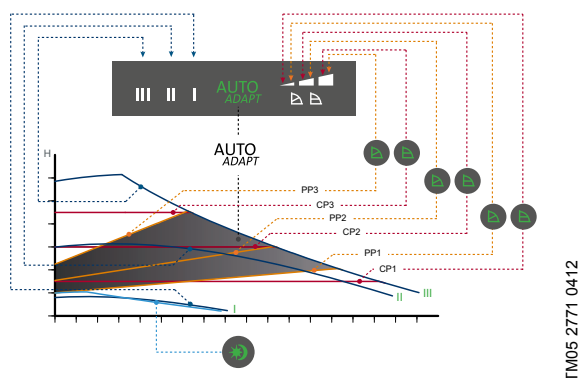 III II I AUTO
ADAPT
AUTO
ADAPT
H
PP3
CP3
PP2
CP2
PP1
CP1
III
II
I
TM05 2771 0412